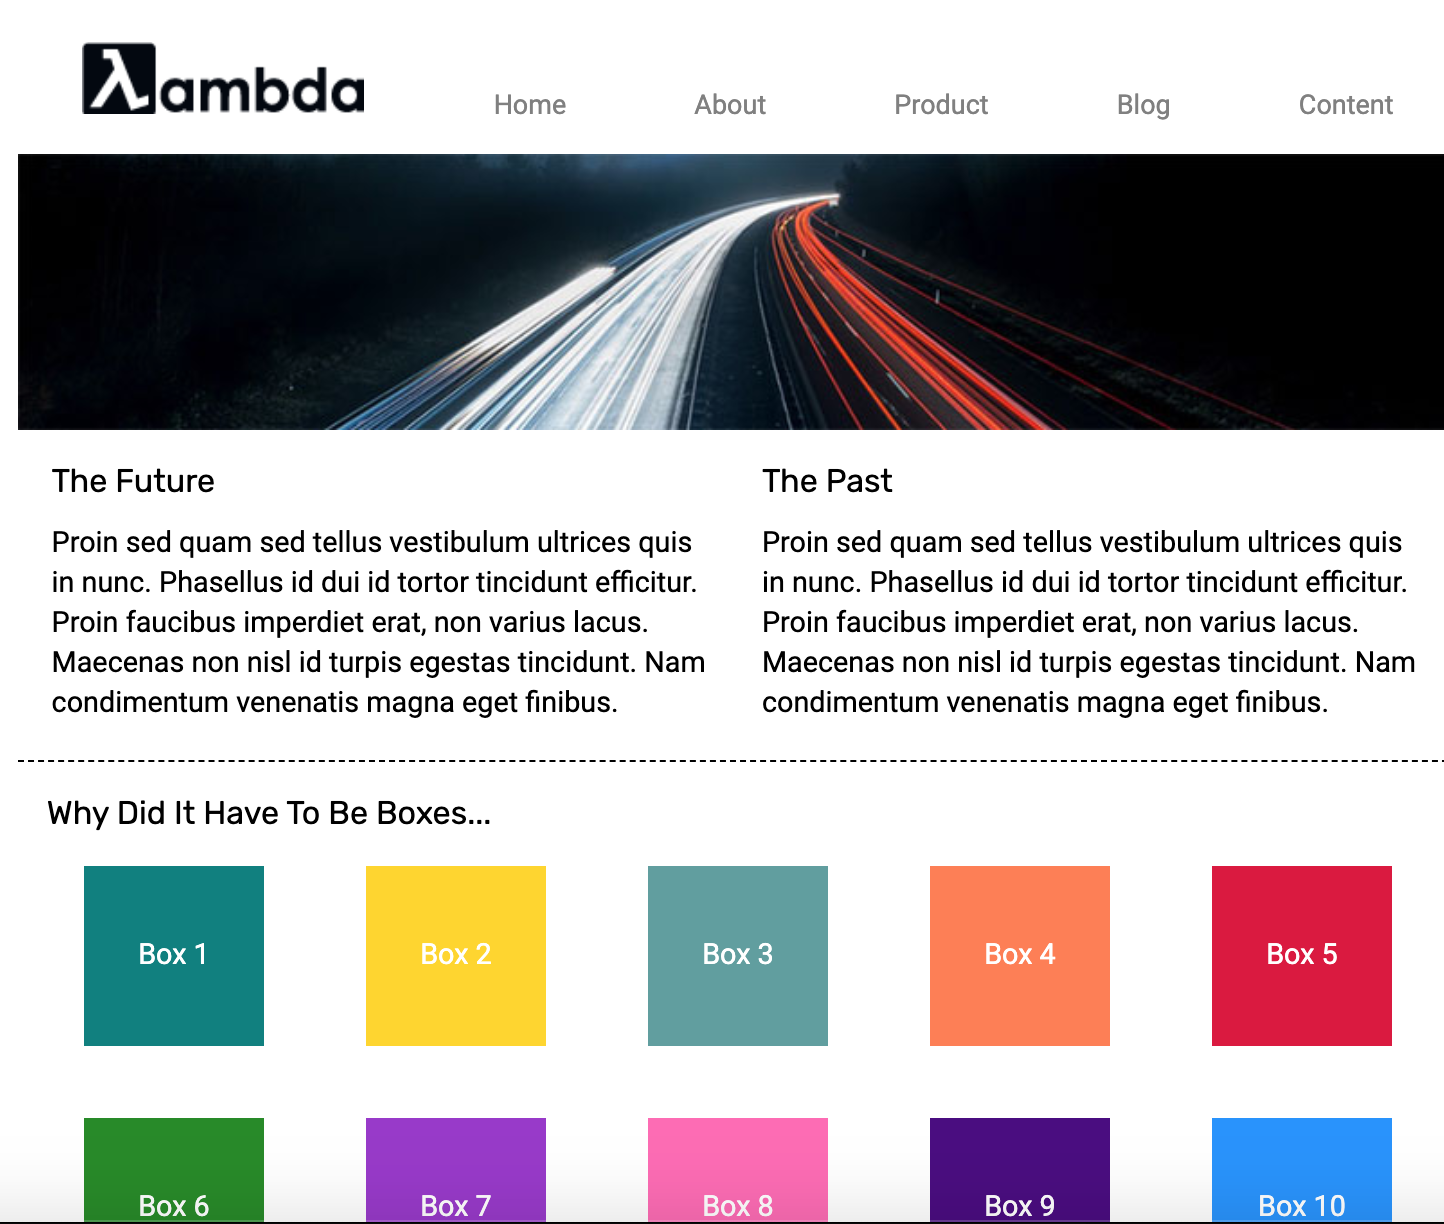 λambda
Home About Product Blog Content
The Future
Proin sed quam sed tellus vestibulum ultrices quis
in nunc. Phasellus id dui id tortor tincidunt efficitur.
Proin faucibus imperdiet erat, non varius lacus.
Maecenas non nisl id turpis egestas tincidunt. Nam
condimentum venenatis magna eget finibus.
The Past
Proin sed quam sed tellus vestibulum ultrices quis
in nunc. Phasellus id dui id tortor tincidunt efficitur.
Proin faucibus imperdiet erat, non varius lacus.
Maecenas non nisl id turpis egestas tincidunt. Nam
condimentum venenatis magna eget finibus.
Why Did It Have To Be Boxes...
Box 1 Box 2 Box 3 Box 4 Box 5
Box 6 Box 7 Box 8 Box 9 Box 10